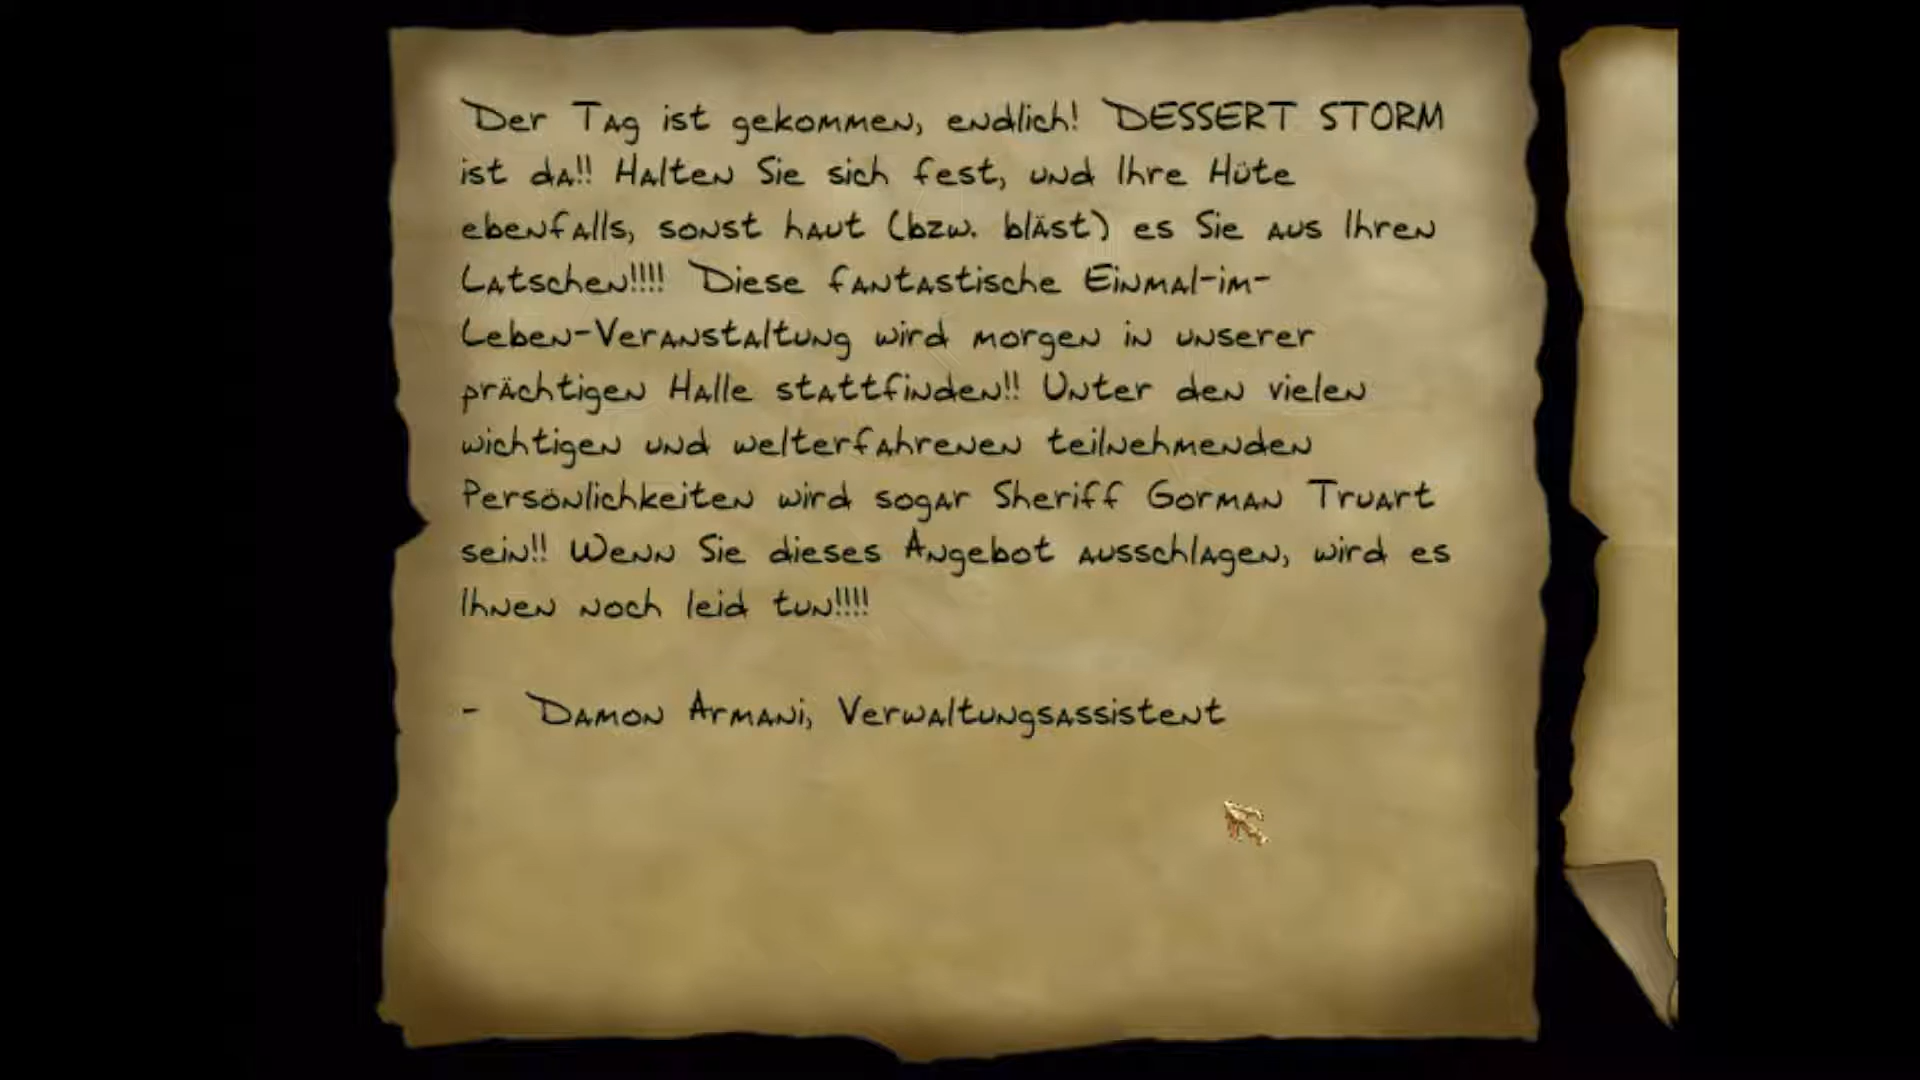 Der Tag ist gekommen, endlich! DESSERT STORM
ist da!! Halten Sie sich fest, und Ihre Hüte
ebenfalls, sonst haut (bzw. bläst) es Sie aus Ihren
Latschen!!!! Diese fantastische Einmal-im-
Leben-Veranstaltung wird morgen in unserer
prächtigen Halle stattfinden!! Unter den vielen
wichtigen und welterfahrenen teilnehmenden
Persönlichkeiten wird sogar Sheriff Gorman Truart
sein!! Wenn Sie dieses Angebot ausschlagen, wird es
Ihnen noch leid tun!!!!
- Damon Armani, Verwaltungsassistent